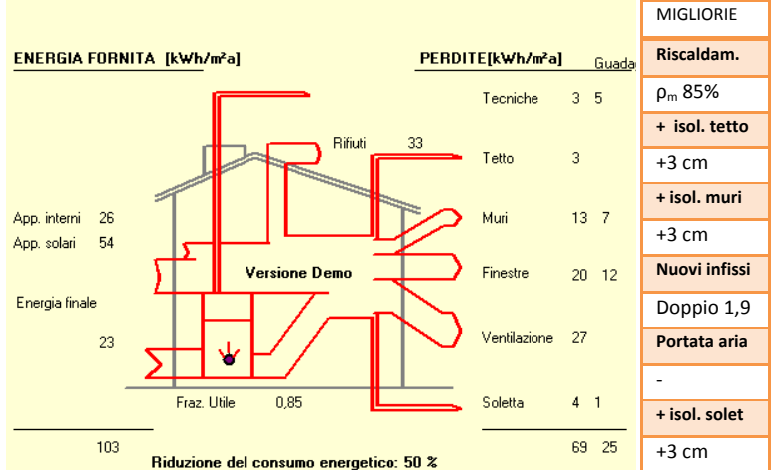 ENERGIA FORNITA [kWh/m²a]
PERDITE[kWh/m²a] Guada
Tecniche 3 5
Rifiuti 33
Tetto 3
App. interni 26
App. solari 54
Muri 13 7
Versione Demo
Finestre 20 12
Energia finale
23
Ventilazione 27
Fraz. Utile 0,85
Soletta 4 1
103
69 25
Riduzione del consumo energetico: 50 %
MIGLIORIE
Riscaldam.
ρm 85%
+ isol. tetto
+3 cm
+ isol. muri
+3 cm
Nuovi infissi
Doppio 1,9
Portata aria
-
+ isol. solet
+3 cm